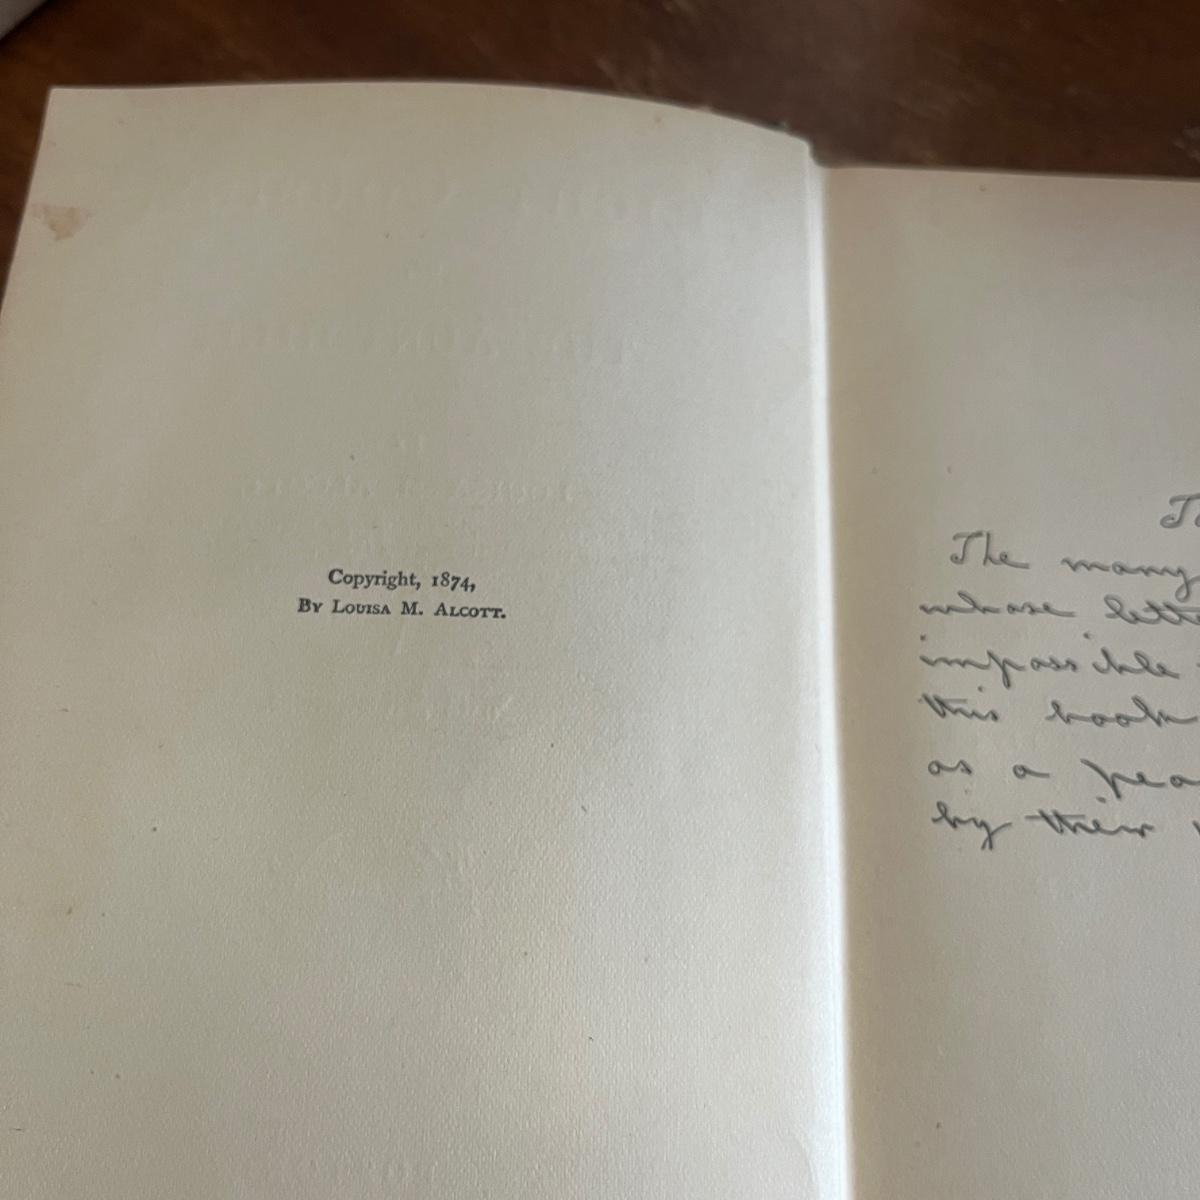 Copyright, 1874,
By Louisa M. Alcott.
The many
whose
impossible
this book
as a
by their